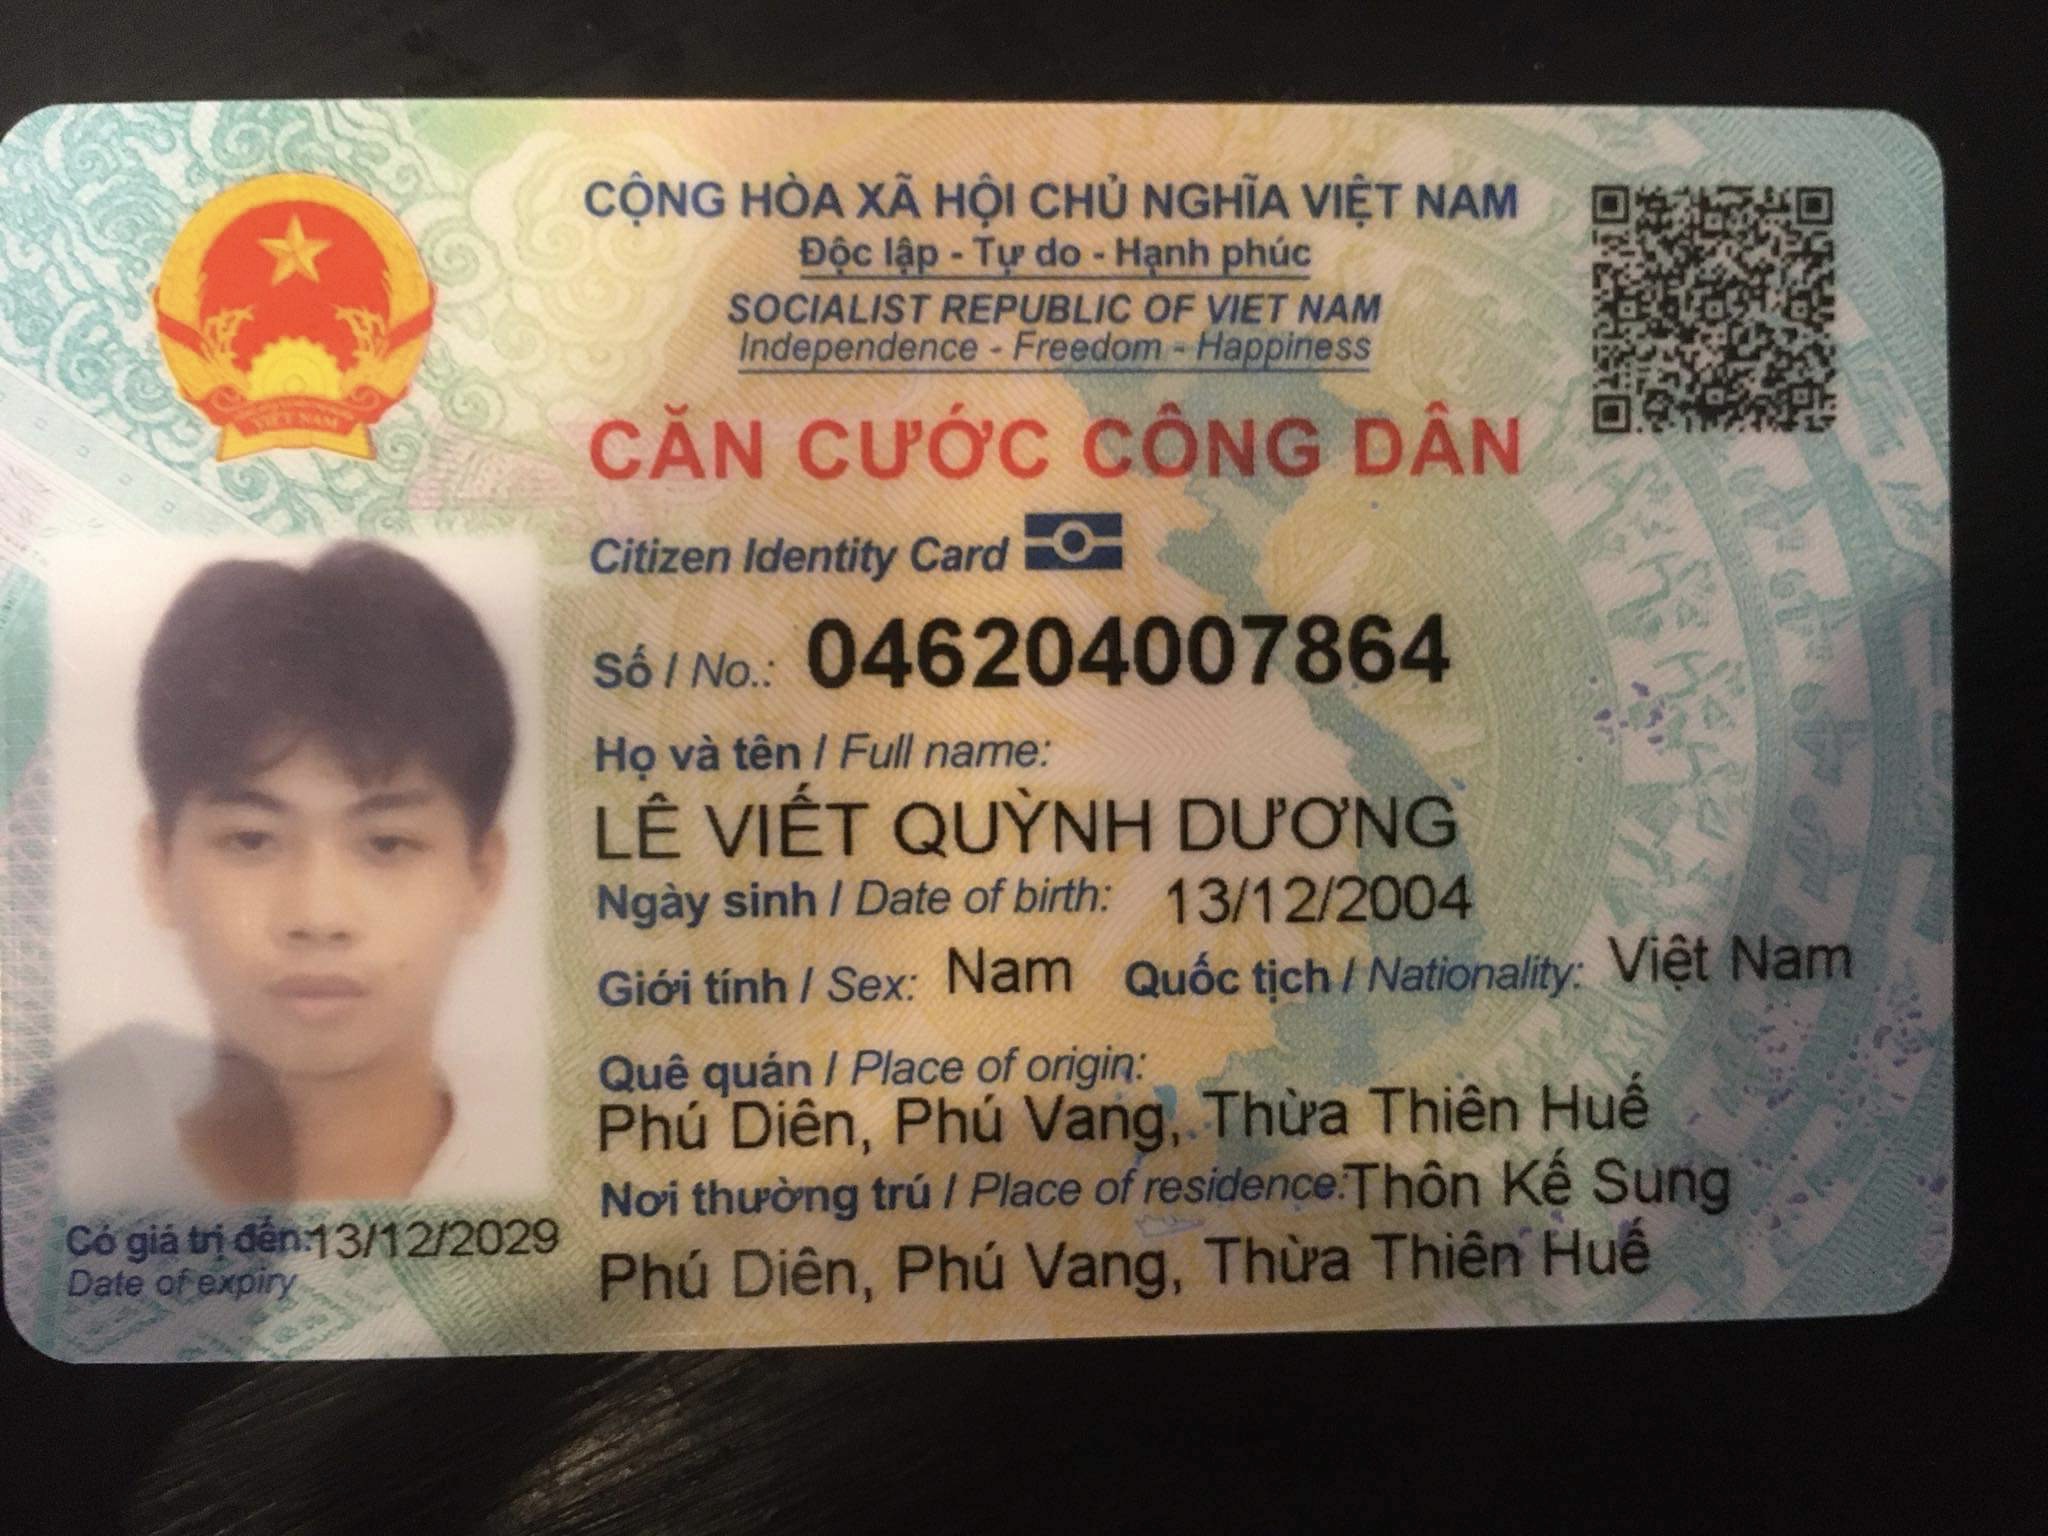 CỘNG HÒA XÃ HỘI CHỦ NGHĨA VIỆT NAM
Độc lập - Tự do - Hạnh phúc
SOCIALIST REPUBLIC OF VIET NAM
Independence - Freedom - Happiness
CĂN CƯỚC CÔNG DÂN
Citizen Identity Card
Số / No.: 046204007864
Họ và tên / Full name:
LÊ VIẾT QUỲNH DƯƠNG
Ngày sinh / Date of birth: 13/12/2004
Giới tính / Sex: Nam Quốc tịch / Nationality: Việt Nam
Quê quán / Place of origin:
Phú Diên, Phú Vang, Thừa Thiên Huế
Nơi thường trú / Place of residence: Thôn Kế Sung
Phú Diên, Phú Vang, Thừa Thiên Huế
Có giá trị đến: 13/12/2029
Date of expiry
VIỆT NAM